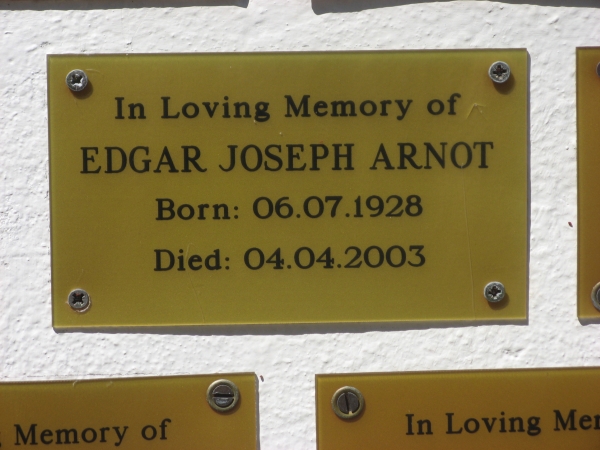 In Loving Memory of
EDGAR JOSEPH ARNOT
Born: 06.07.1928
Died: 04.04.2003
Memory of
In Loving